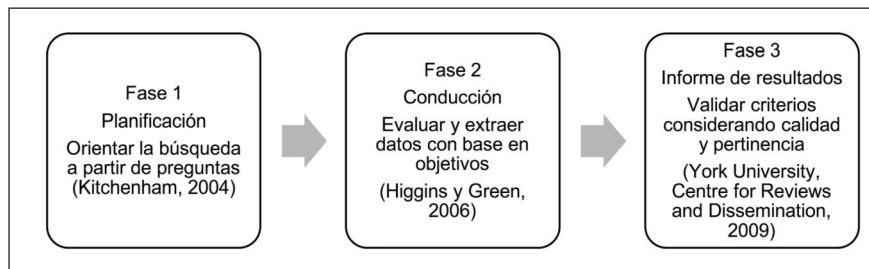 Fase 1
Planificación
Orientar la búsqueda
a partir de preguntas
(Kitchenham, 2004)
Fase 2
Conducción
Evaluar y extraer
datos con base en
objetivos
(Higgins y Green,
2006)
Fase 3
Informe de resultados
Validar criterios
considerando calidad
y pertinencia
(York University,
Centre for Reviews
and Dissemination,
2009)